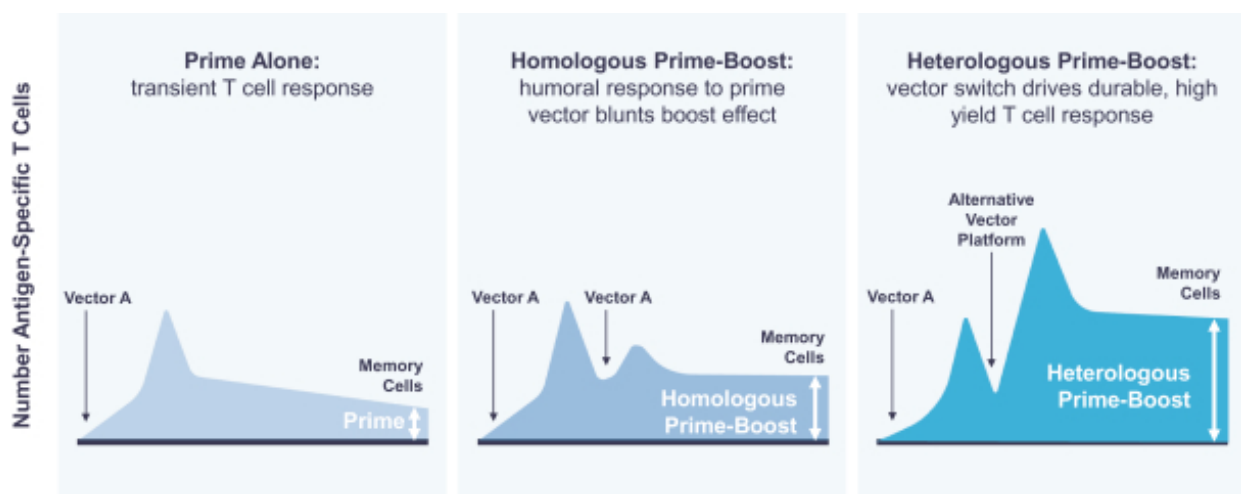 Number Antigen-Specific T Cells
Prime Alone:
transient T cell response
Vector A
Memory
Cells
Prime
Homologous Prime-Boost:
humoral response to prime
vector blunts boost effect
Vector A
Vector A
Memory
Cells
Homologous
Prime-Boost
Heterologous Prime-Boost:
vector switch drives durable, high
yield T cell response
Alternative
Vector
Platform
Vector A
Memory
Cells
Heterologous
Prime-Boost